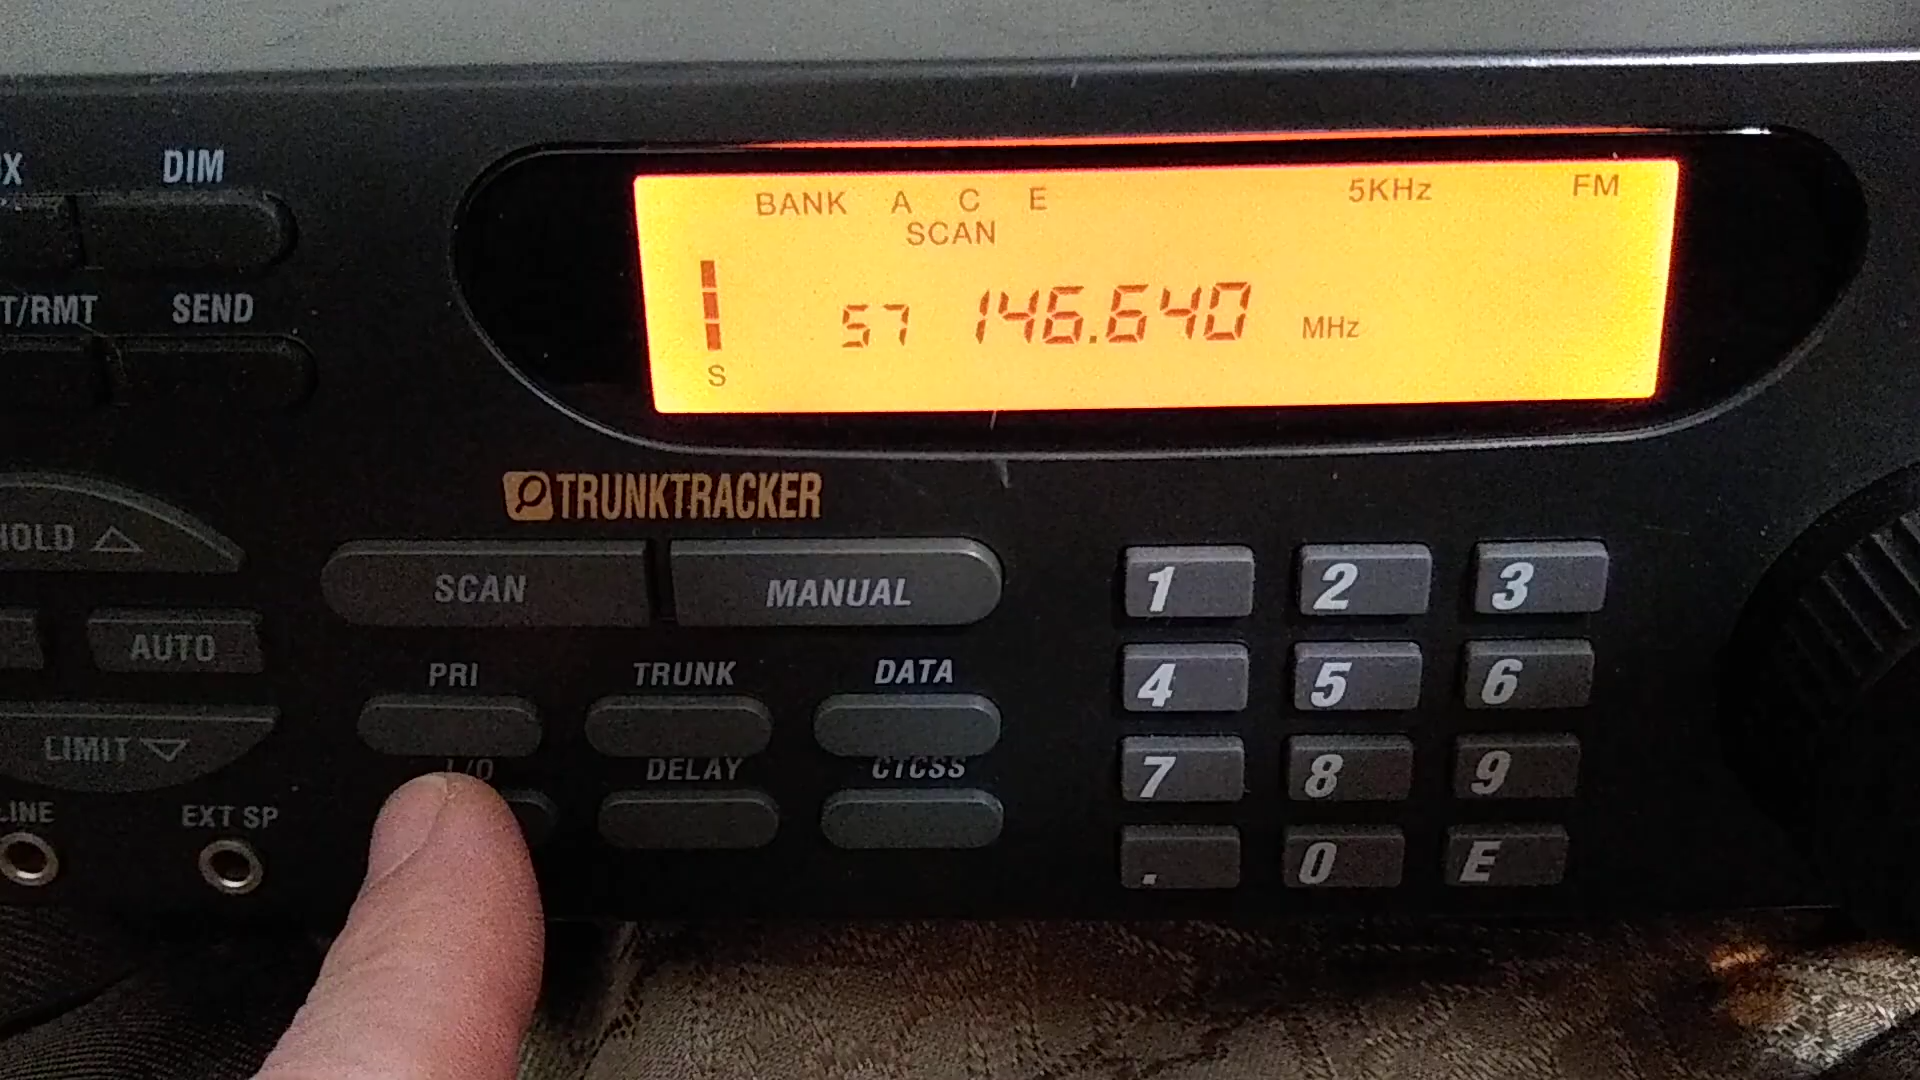 DIM
T/RMT SEND
BANK A C E 5KHz FM
SCAN
57 146.640 MHz
S
TRUNKTRACKER
HOLD
SCAN MANUAL
1 2 3
AUTO
PRI TRUNK DATA
4 5 6
LIMIT
L/O DELAY CTCSS
7 8 9
LINE EXT SP
. 0 E